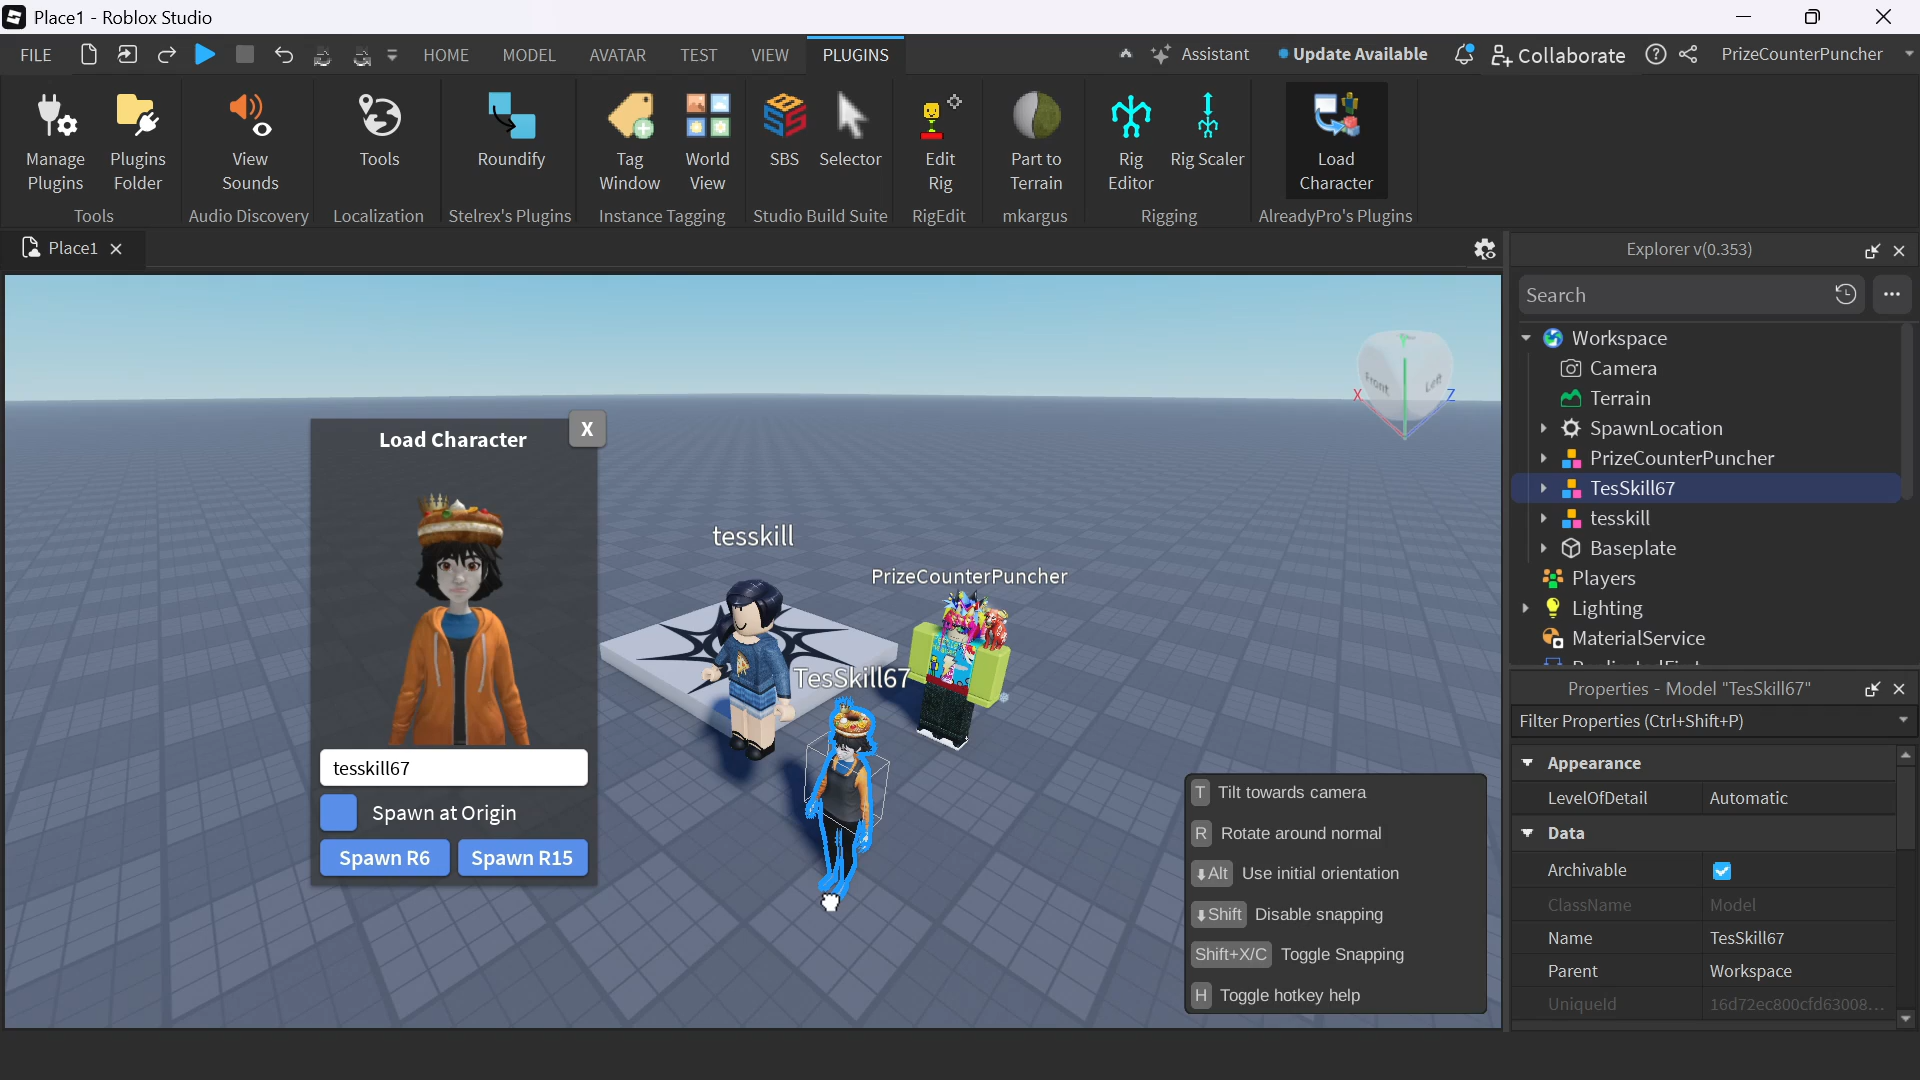 Place1 - Roblox Studio
FILE
HOME
MODEL
AVATAR
TEST
VIEW
PLUGINS
Assistant
Update Available
Collaborate
PrizeCounterPuncher
Manage
Plugins
Plugins
Folder
Tools
View
Sounds
Audio Discovery
Tools
Localization
Roundify
Stelrex's Plugins
Tag
Window
World
View
Instance Tagging
SBS
Selector
Studio Build Suite
Edit
Rig
RigEdit
Part to
Terrain
mkargus
Rig
Editor
Rig Scaler
Rigging
Load
Character
AlreadyPro's Plugins
Place1
Load Character
X
tesskill67
Spawn at Origin
Spawn R6
Spawn R15
tesskill
PrizeCounterPuncher
TesSkill67
Front
Left
X
Z
T Tilt towards camera
R Rotate around normal
Alt Use initial orientation
Shift Disable snapping
Shift+X/C Toggle Snapping
H Toggle hotkey help
Explorer v(0.353)
Search
Workspace
Camera
Terrain
SpawnLocation
PrizeCounterPuncher
TesSkill67
tesskill
Baseplate
Players
Lighting
MaterialService
Properties - Model "TesSkill67"
Filter Properties (Ctrl+Shift+P)
Appearance
LevelOfDetail Automatic
Data
Archivable
ClassName Model
Name TesSkill67
Parent Workspace
UniqueId 16d72ec800cfd63008...